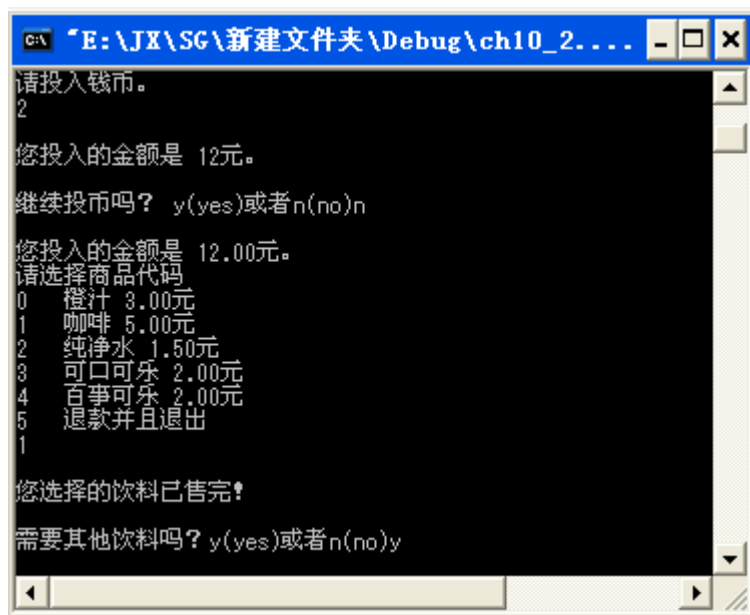 "E:\JX\SG\新建文件夹\Debug\ch10_2....
请投入钱币。
2
您投入的金额是 12元。
继续投币吗? y(yes)或者n(no)n
您投入的金额是 12.00元。
请选择商品代码
0 橙汁 3.00元
1 咖啡 5.00元
2 纯净水 1.50元
3 可口可乐 2.00元
4 百事可乐 2.00元
5 退款并且退出
1
您选择的饮料已售完!
需要其他饮料吗?y(yes)或者n(no)y